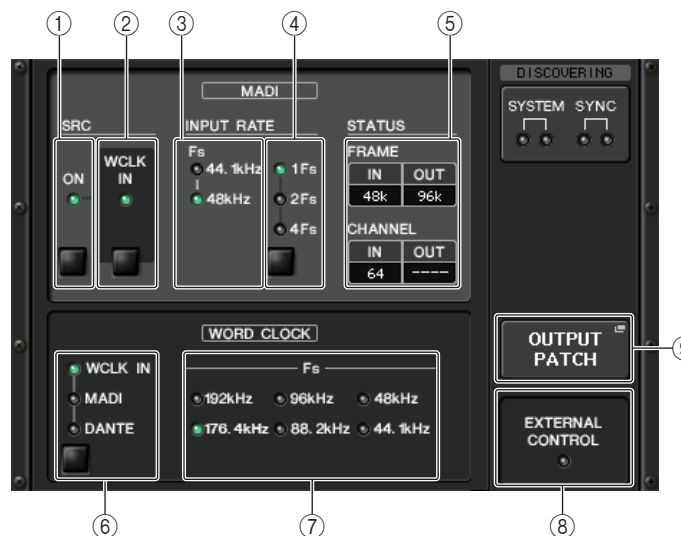 ① ② ③ ④ ⑤
DISCOVERING
MADI
SYSTEM SYNC
SRC INPUT RATE STATUS
Fs
44.1kHz
48kHz
1Fs
2Fs
4Fs
ON
WCLK
IN
FRAME
IN OUT
48k 96k
CHANNEL
IN OUT
64 ----
WORD CLOCK
OUTPUT
PATCH
⑨
WCLK IN
MADI
DANTE
Fs
192kHz 96kHz 48kHz
176.4kHz 88.2kHz 44.1kHz
EXTERNAL
CONTROL
⑥ ⑦ ⑧